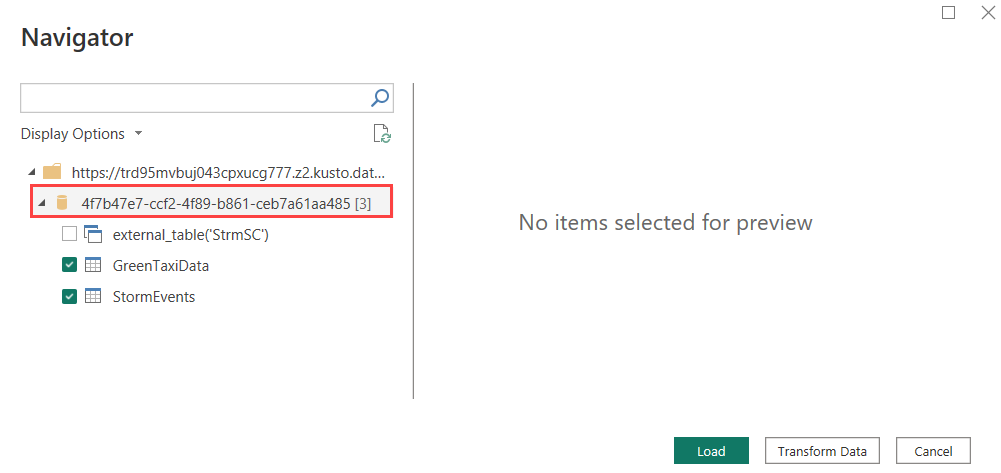 Navigator
Display Options
https://trd95mvbuj043cpxucg777.z2.kusto.dat...
4f7b47e7-ccf2-4f89-b861-ceb7a61aa485 [3]
external_table('StrmSC')
GreenTaxiData
StormEvents
No items selected for preview
Load
Transform Data
Cancel